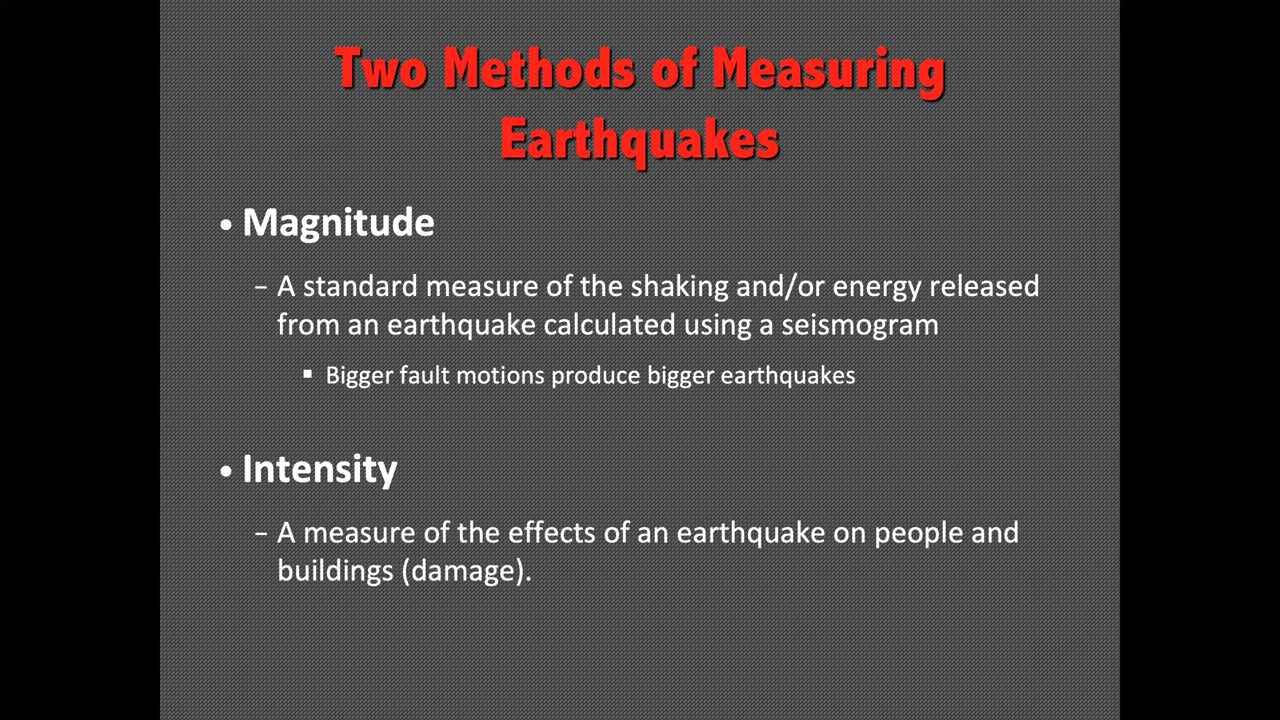 Two Methods of Measuring
Earthquakes
• Magnitude
– A standard measure of the shaking and/or energy released
from an earthquake calculated using a seismogram
▪ Bigger fault motions produce bigger earthquakes
• Intensity
– A measure of the effects of an earthquake on people and
buildings (damage).